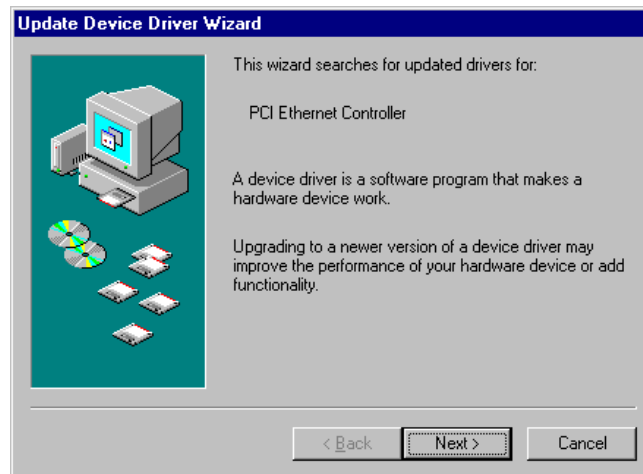 Update Device Driver Wizard
This wizard searches for updated drivers for:
PCI Ethernet Controller
A device driver is a software program that makes a
hardware device work.
Upgrading to a newer version of a device driver may
improve the performance of your hardware device or add
functionality.
< Back
Next >
Cancel